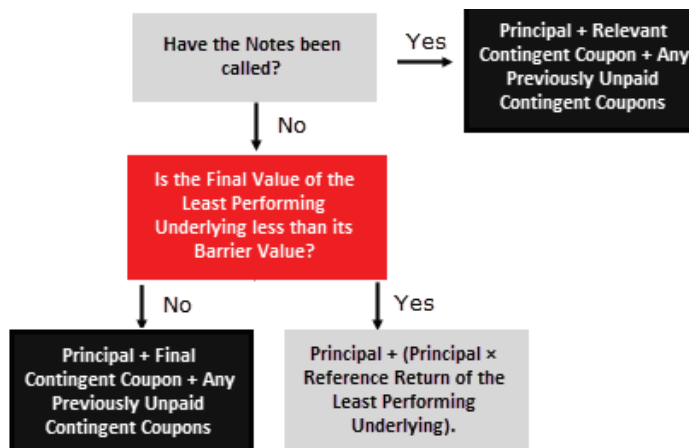 Have the Notes been
called?
Yes
Principal + Relevant
Contingent Coupon + Any
Previously Unpaid
Contingent Coupons
No
Is the Final Value of the
Least Performing
Underlying less than its
Barrier Value?
No
Yes
Principal + Final
Contingent Coupon + Any
Previously Unpaid
Contingent Coupons
Principal + (Principal ×
Reference Return of the
Least Performing
Underlying).